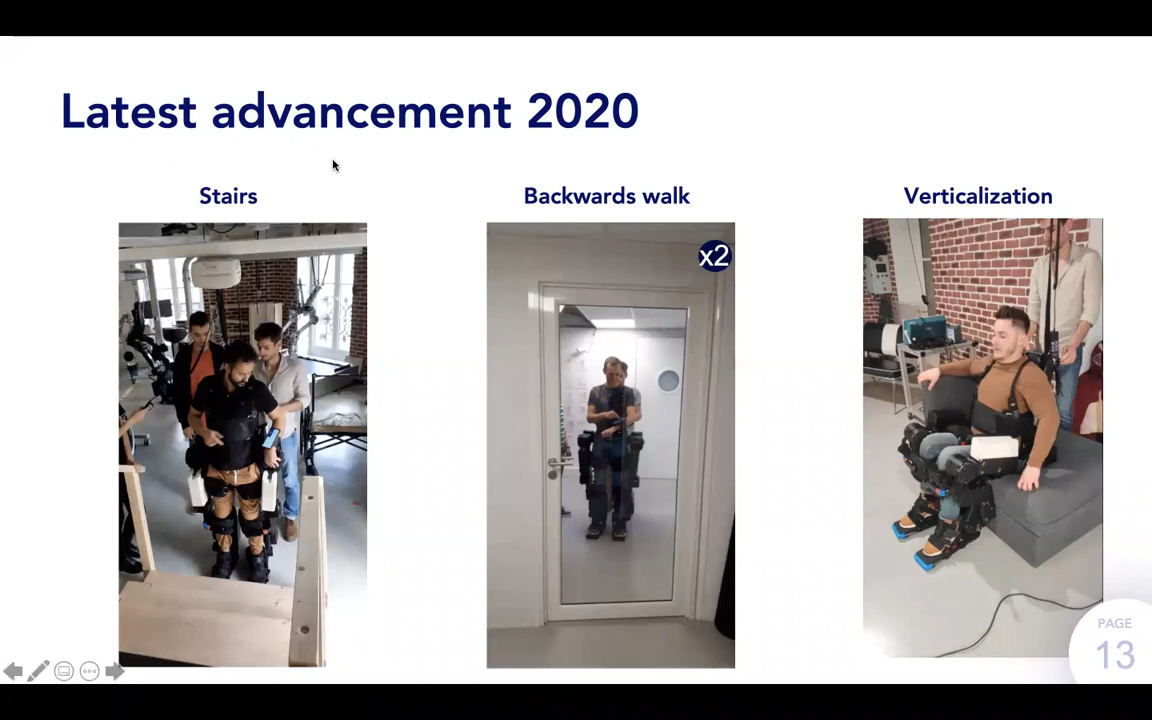 Latest advancement 2020
Stairs
Backwards walk
Verticalization
x2
PAGE
13